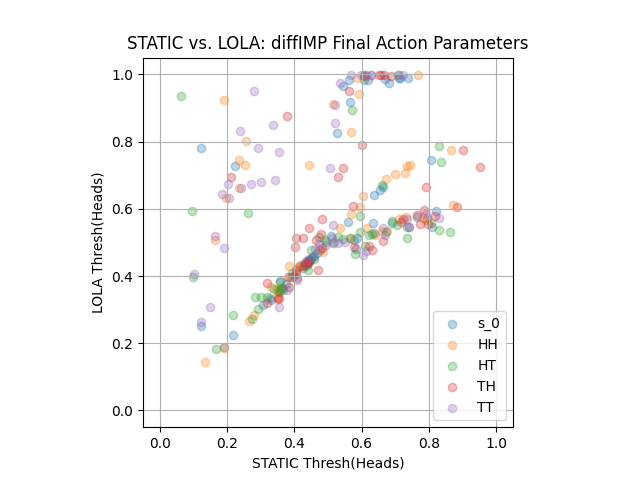 STATIC vs. LOLA: diffIMP Final Action Parameters
1.0
0.8
0.6
0.4
0.2
0.0
LOLA Thresh(Heads)
0.0 0.2 0.4 0.6 0.8 1.0
STATIC Thresh(Heads)
s_0
HH
HT
TH
TT